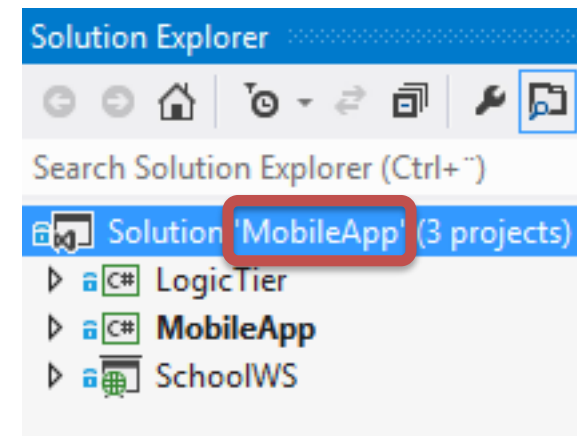 Solution Explorer
Search Solution Explorer (Ctrl+¨)
Solution 'MobileApp' (3 projects)
C# LogicTier
C# MobileApp
SchoolWS